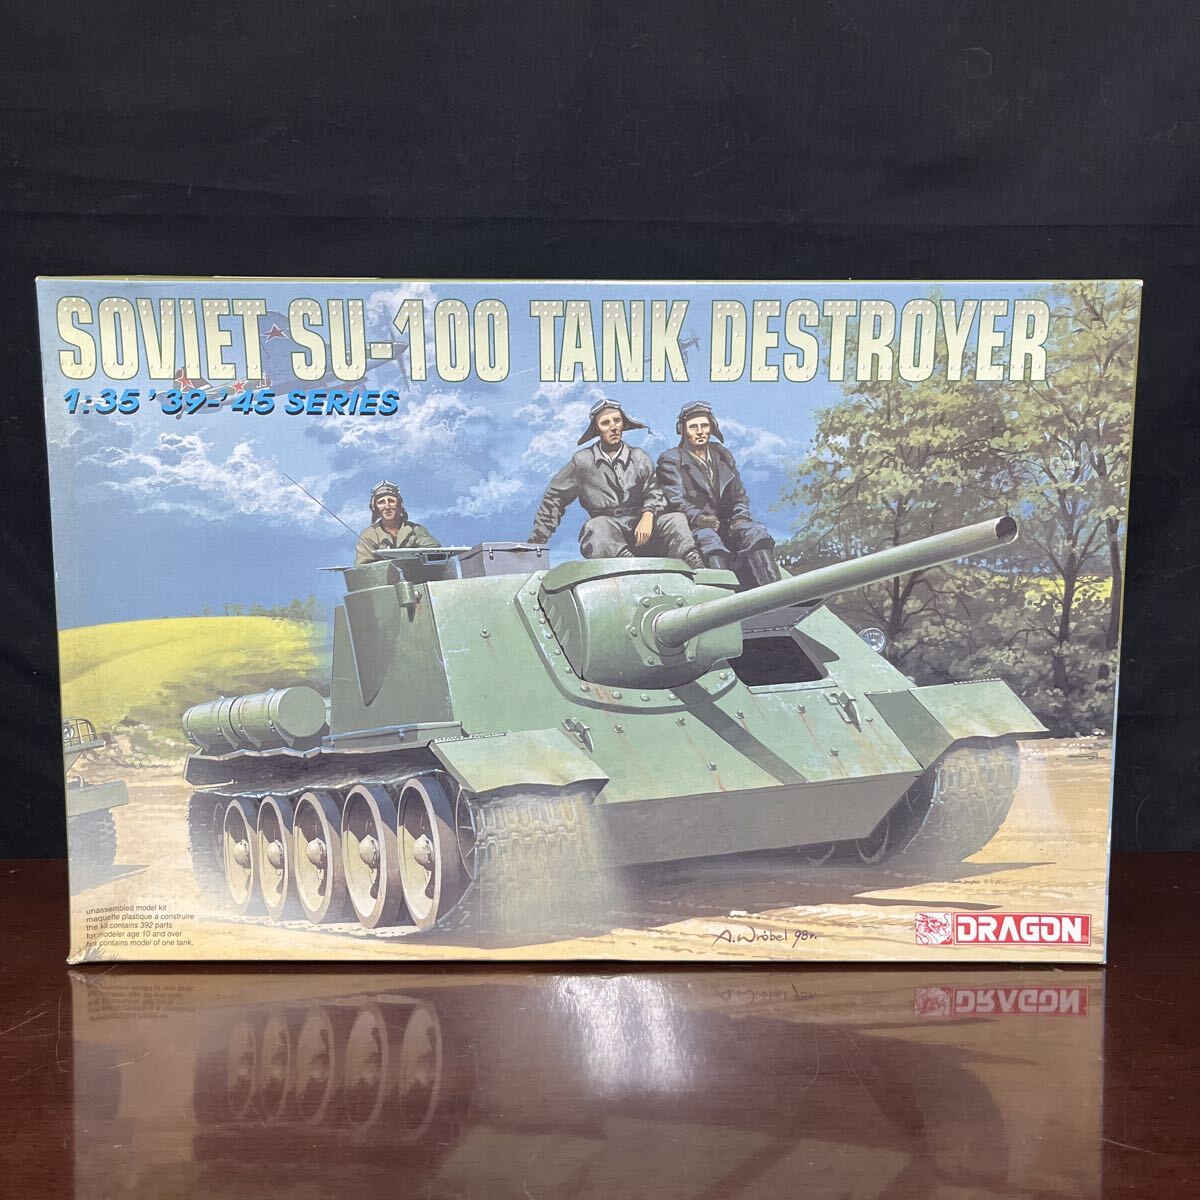 SOVIET SU-100 TANK DESTROYER
1:35 '39-'45 SERIES
unassembled model kit
maquette plastique a construire
the kit contains 392 parts
for modeler age 10 and over
box contains model of one tank.
A. Wróbel 98r.
DRAGON